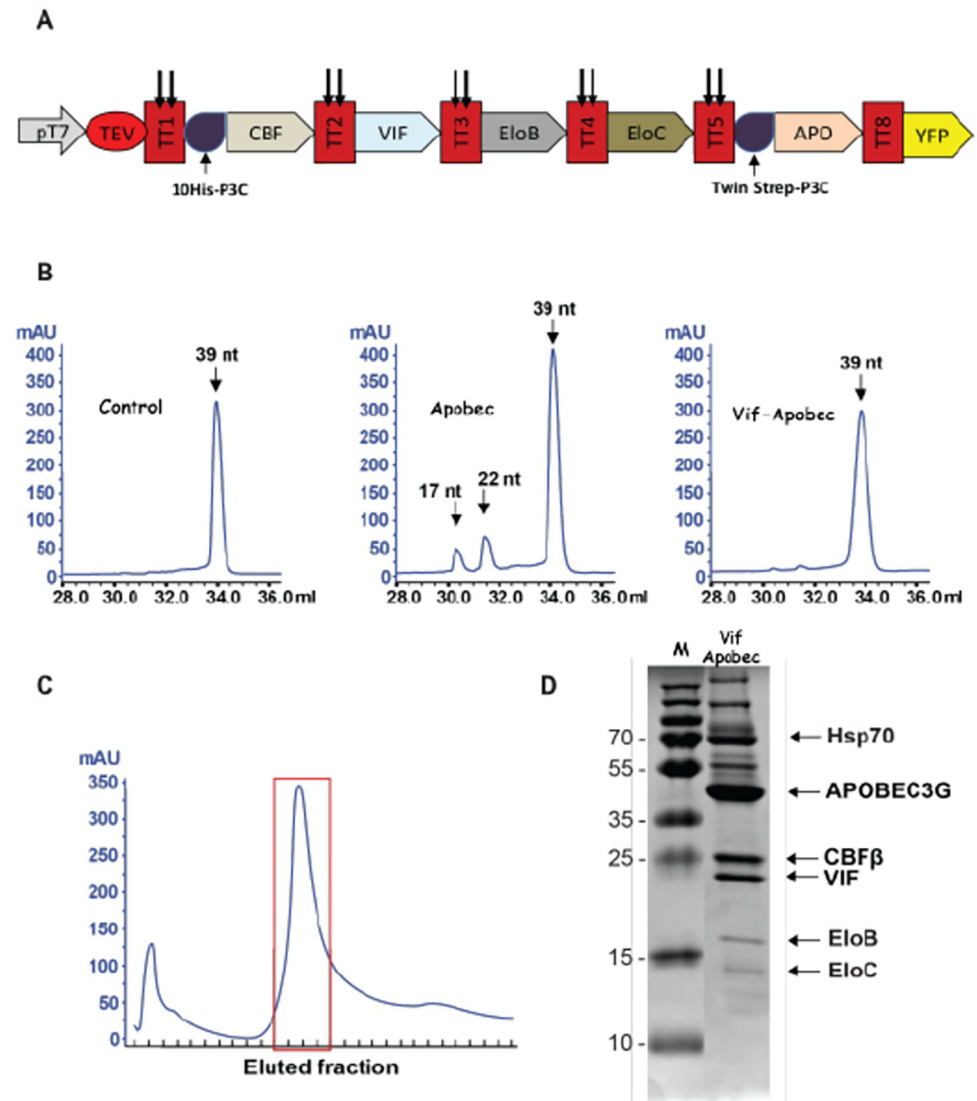 A
pT7 TEV TT1 CBF TT2 VIF TT3 EloB TT4 EloC TT5 APO TT8 YFP
10His-P3C Twin Strep-P3C
B
mAU
400
350
300
250
200
150
100
50
0
39 nt
Control
28.0 30.0 32.0 34.0 36.0 ml
mAU
400
350
300
250
200
150
100
50
0
39 nt
Apobec
17 nt 22 nt
28.0 30.0 32.0 34.0 36.0 ml
mAU
400
350
300
250
200
150
100
50
0
39 nt
Vif-Apobec
28.0 30.0 32.0 34.0 36.0 ml
C
mAU
350
300
250
200
150
100
50
0
Eluted fraction
D
M Vif
Apobec
70 - Hsp70
55 -
APOBEC3G
35 -
25 - CBFβ
VIF
EloB
15 -
EloC
10 -